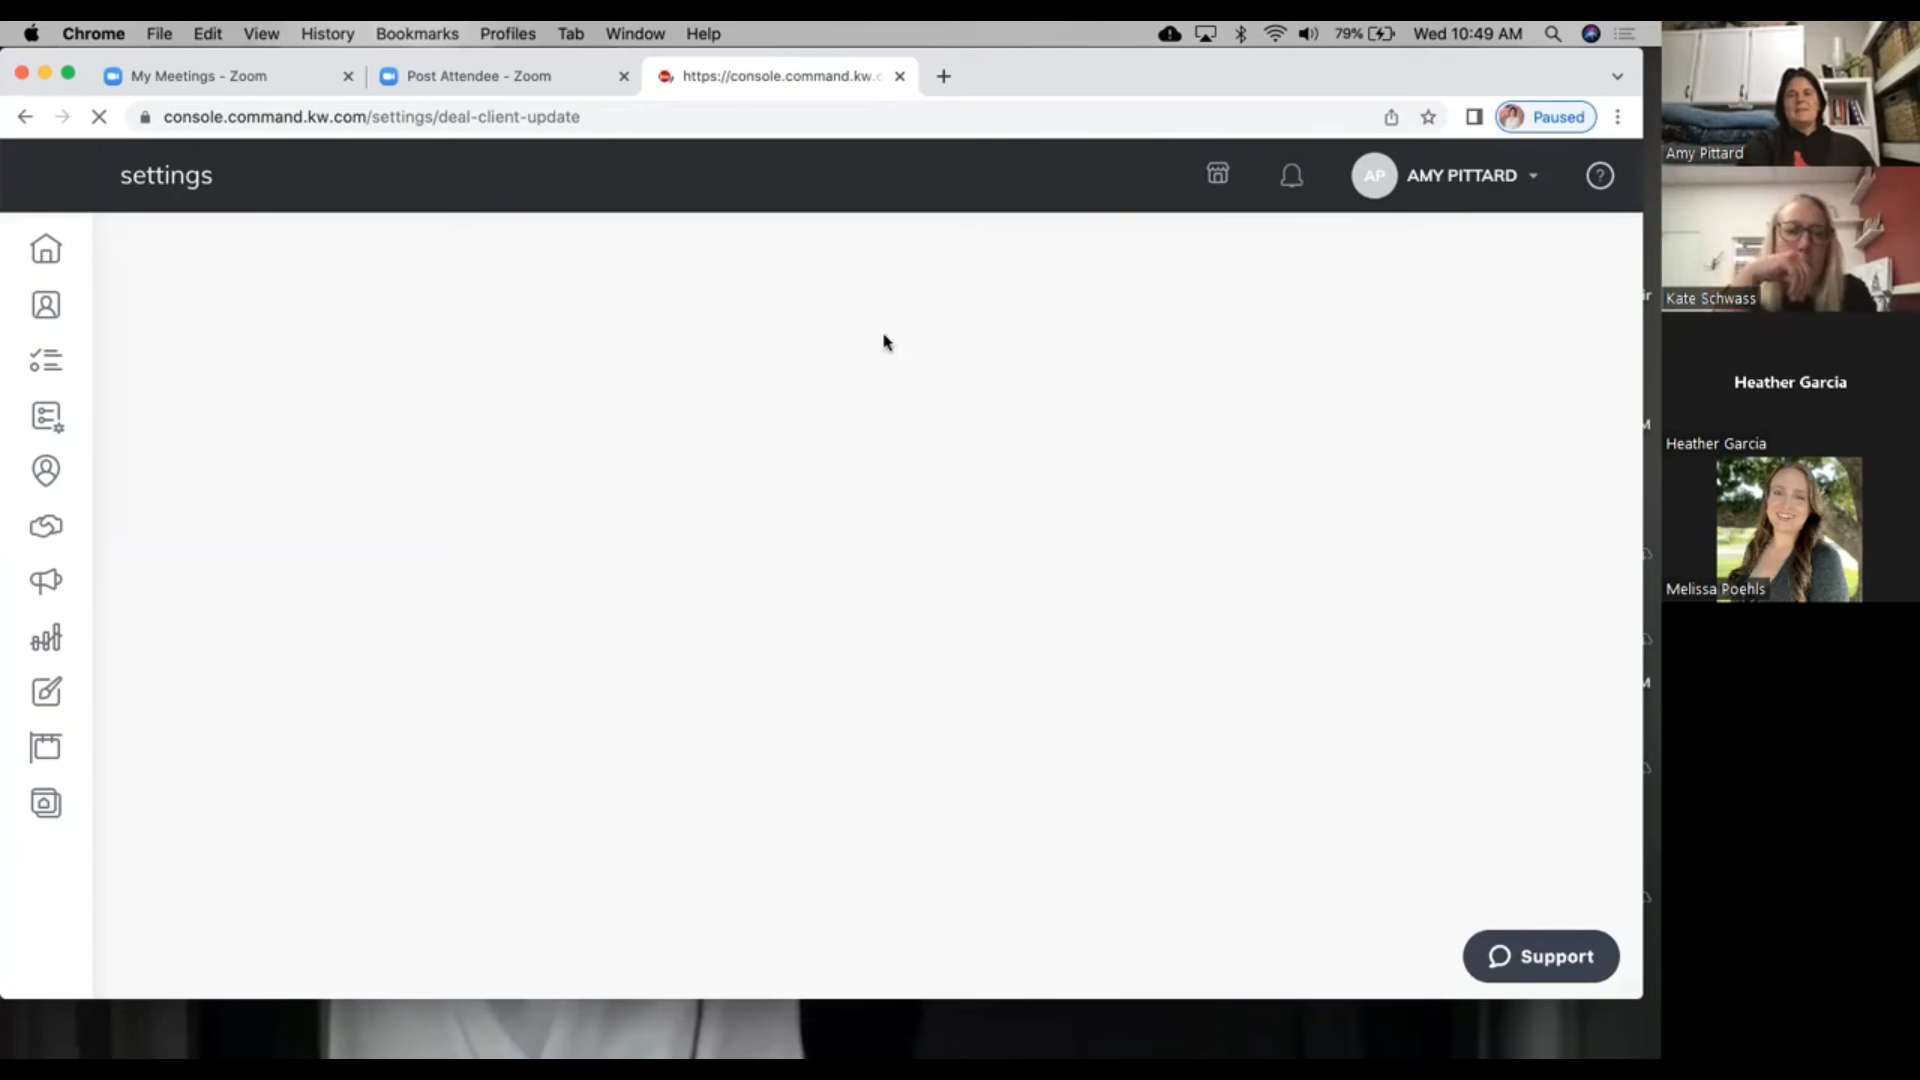 Chrome File Edit View History Bookmarks Profiles Tab Window Help 79% Wed 10:49 AM
My Meetings - Zoom Post Attendee - Zoom https://console.command.kw.c
console.command.kw.com/settings/deal-client-update Paused
settings AP AMY PITTARD ?
Amy Pittard
Kate Schwass
Heather Garcia
Heather Garcia
Melissa Poehls
Support